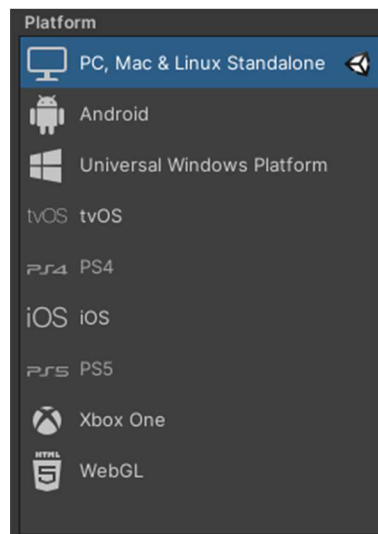 Platform
PC, Mac & Linux Standalone
Android
Universal Windows Platform
tvOS tvOS
PS4 PS4
iOS iOS
PS5 PS5
Xbox One
HTML 5 WebGL